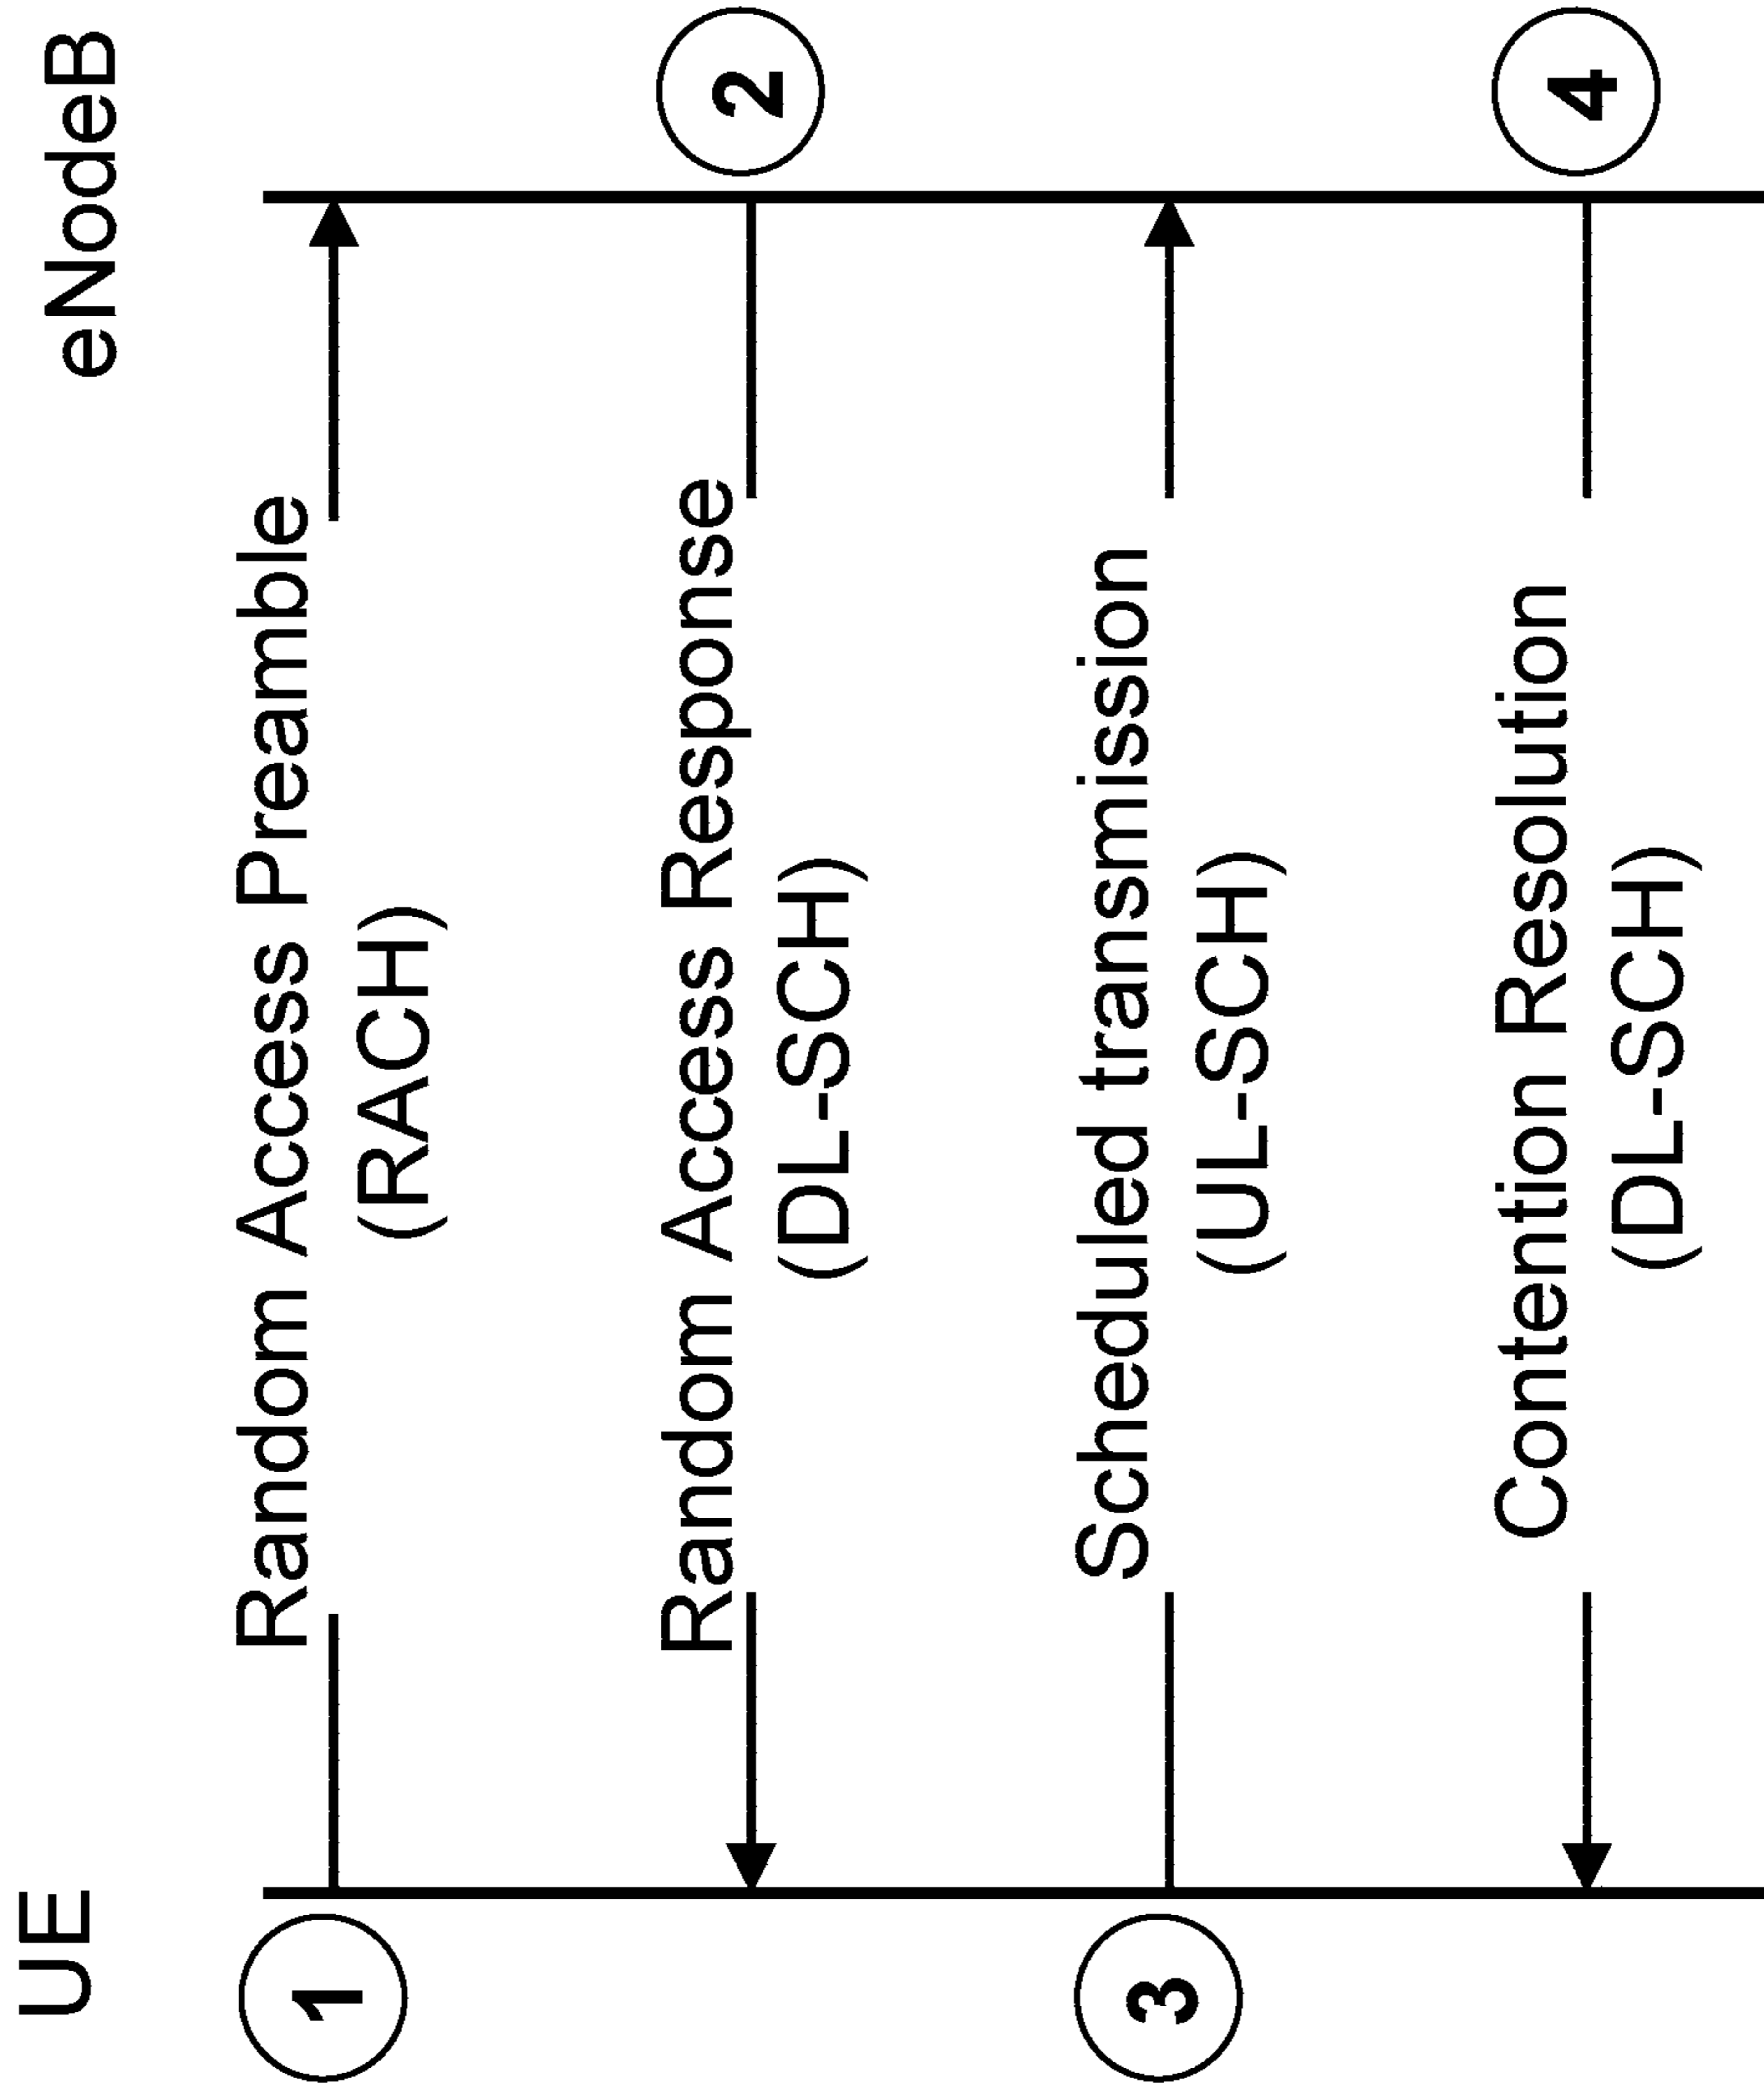 UE
eNodeB
1
Random Access Preamble
(RACH)
2
Random Access Response
(DL-SCH)
3
Scheduled transmission
(UL-SCH)
4
Contention Resolution
(DL-SCH)